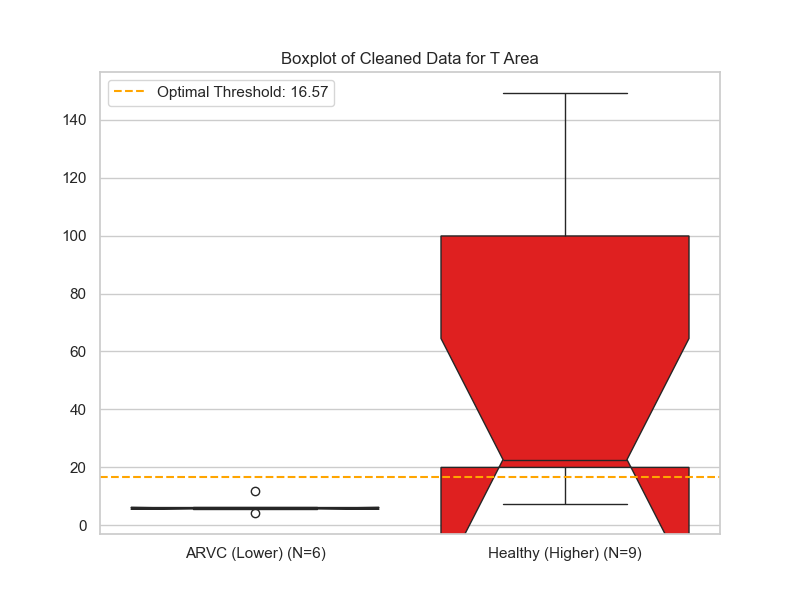 Boxplot of Cleaned Data for T Area
Optimal Threshold: 16.57
140
120
100
80
60
40
20
0
ARVC (Lower) (N=6)
Healthy (Higher) (N=9)